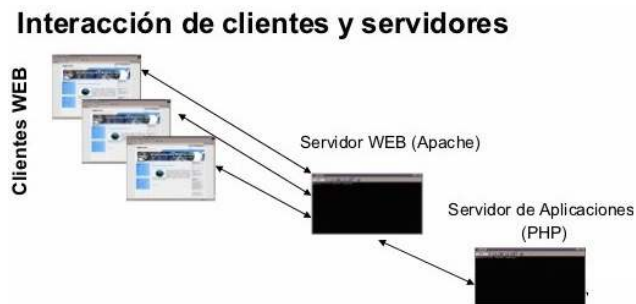 Interacción de clientes y servidores
Clientes WEB
Servidor WEB (Apache)
Servidor de Aplicaciones
(PHP)